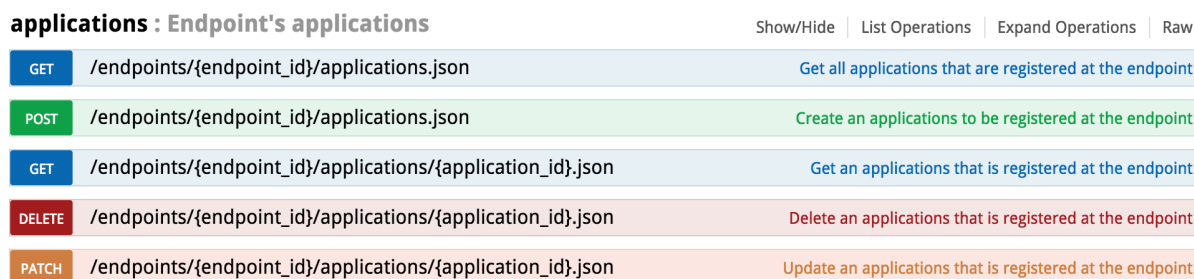 applications : Endpoint's applications
Show/Hide List Operations Expand Operations Raw
GET /endpoints/{endpoint_id}/applications.json Get all applications that are registered at the endpoint
POST /endpoints/{endpoint_id}/applications.json Create an applications to be registered at the endpoint
GET /endpoints/{endpoint_id}/applications/{application_id}.json Get an applications that is registered at the endpoint
DELETE /endpoints/{endpoint_id}/applications/{application_id}.json Delete an applications that is registered at the endpoint
PATCH /endpoints/{endpoint_id}/applications/{application_id}.json Update an applications that is registered at the endpoint